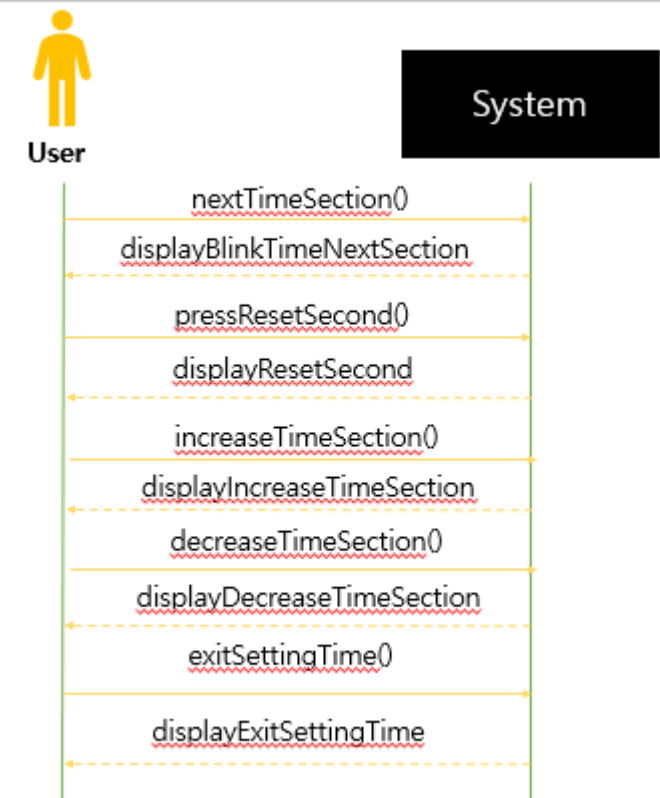 User
System
nextTimeSection()
displayBlinkTimeNextSection
pressResetSecond()
displayResetSecond
increaseTimeSection()
displayIncreaseTimeSection
decreaseTimeSection()
displayDecreaseTimeSection
exitSettingTime()
displayExitSettingTime